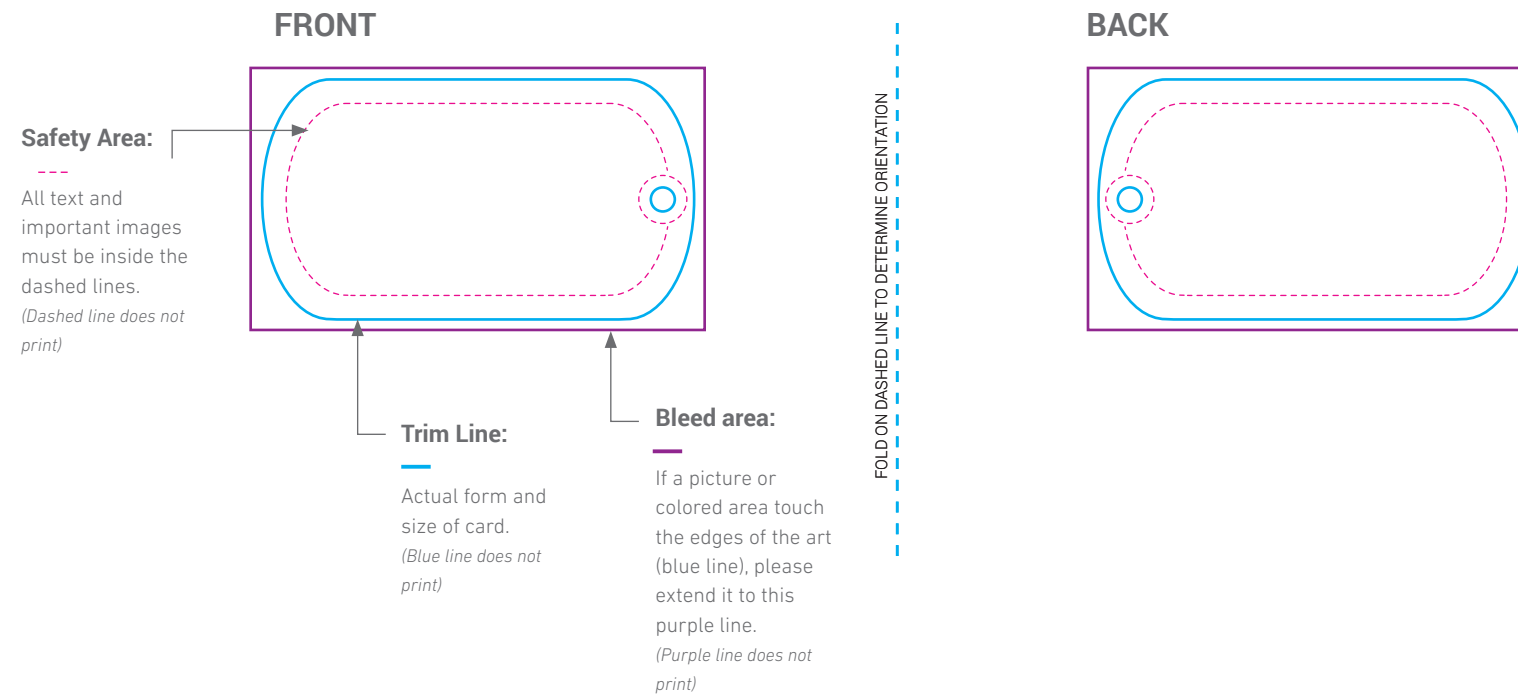 FRONT
BACK
Safety Area:
All text and
important images
must be inside the
dashed lines.
(Dashed line does not
print)
FOLD ON DASHED LINE TO DETERMINE ORIENTATION
Trim Line:
Actual form and
size of card.
(Blue line does not
print)
Bleed area:
If a picture or
colored area touch
the edges of the art
(blue line), please
extend it to this
purple line.
(Purple line does not
print)